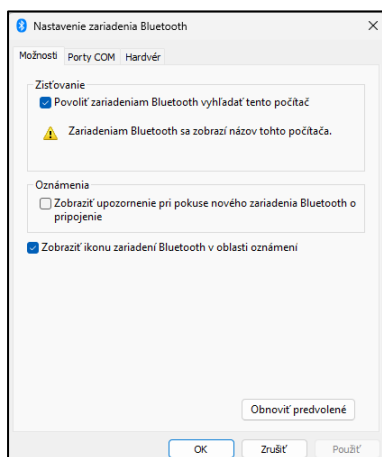 Nastavenie zariadenia Bluetooth
Možnosti Porty COM Hardvér
Zisťovanie
Povoliť zariadeniam Bluetooth vyhľadať tento počítač
Zariadeniam Bluetooth sa zobrazí názov tohto počítača.
Oznámenia
Zobraziť upozornenie pri pokuse nového zariadenia Bluetooth o
pripojenie
Zobraziť ikonu zariadení Bluetooth v oblasti oznámení
Obnoviť predvolené
OK Zrušiť Použiť